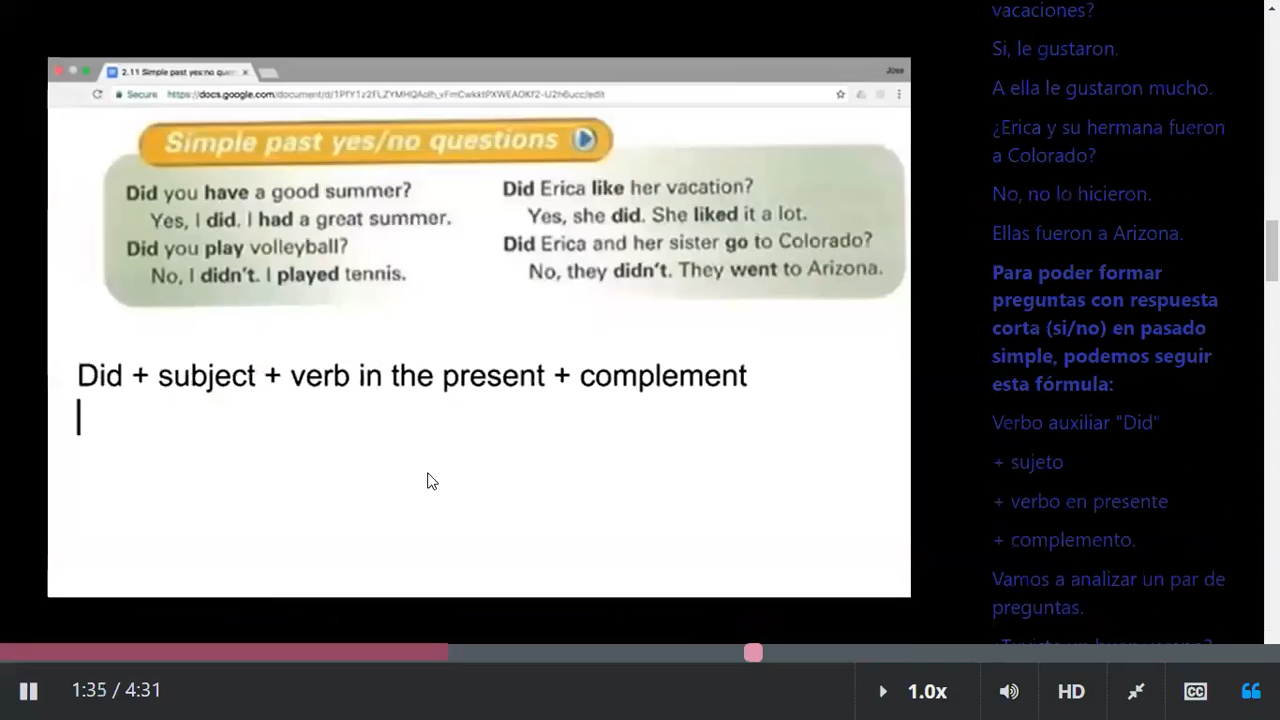 2.11 Simple past yes/no que
Jose
Secure
Simple past yes/no questions
Did you have a good summer?
Yes, I did. I had a great summer.
Did you play volleyball?
No, I didn't. I played tennis.
Did Erica like her vacation?
Yes, she did. She liked it a lot.
Did Erica and her sister go to Colorado?
No, they didn't. They went to Arizona.
Did + subject + verb in the present + complement
vacaciones?
Si, le gustaron.
A ella le gustaron mucho.
¿Erica y su hermana fueron
a Colorado?
No, no lo hicieron.
Ellas fueron a Arizona.
Para poder formar
preguntas con respuesta
corta (si/no) en pasado
simple, podemos seguir
esta fórmula:
Verbo auxiliar "Did"
+ sujeto
+ verbo en presente
+ complemento.
Vamos a analizar un par de
preguntas.
1:35 / 4:31
1.0x
HD
CC